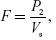 F = P₂ / Vₛ ,